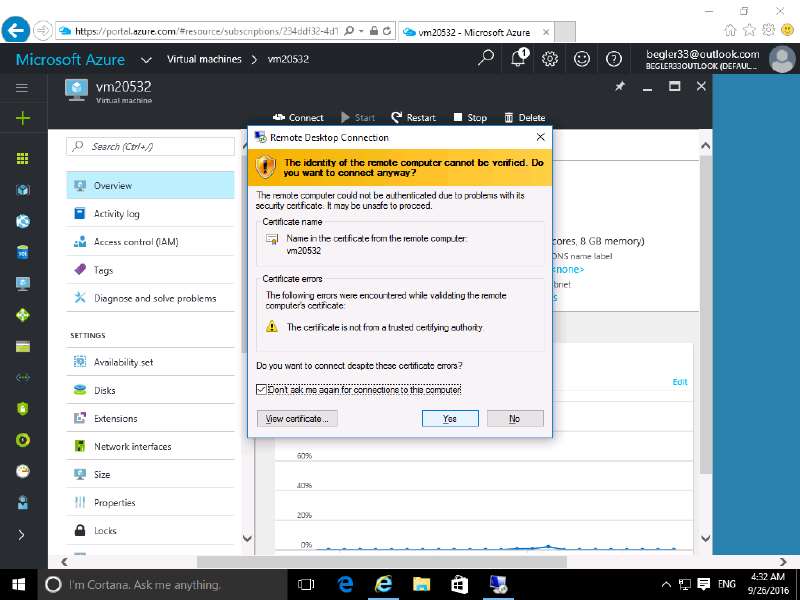 https://portal.azure.com/#resource/subscriptions/234ddf32-4d1
vm20532 - Microsoft Azure
Microsoft Azure
Virtual machines
vm20532
1
begler33@outlook.com
BEGLER33OUTLOOK (DEFAUL...
vm20532
Virtual machine
Connect
Start
Restart
Stop
Delete
Search (Ctrl+/)
Overview
Activity log
Access control (IAM)
Tags
Diagnose and solve problems
SETTINGS
Availability set
Disks
Extensions
Network interfaces
Size
Properties
Locks
Remote Desktop Connection
The identity of the remote computer cannot be verified. Do
you want to connect anyway?
The remote computer could not be authenticated due to problems with its
security certificate. It may be unsafe to proceed.
Certificate name
Name in the certificate from the remote computer:
vm20532
Certificate errors
The following errors were encountered while validating the remote
computer's certificate:
The certificate is not from a trusted certifying authority.
Do you want to connect despite these certificate errors?
Don't ask me again for connections to this computer
View certificate...
Yes
No
cores, 8 GB memory)
DNS name label
<none>
bnet
s
Edit
60%
40%
20%
0%
I'm Cortana. Ask me anything.
ENG
4:32 AM
9/26/2016